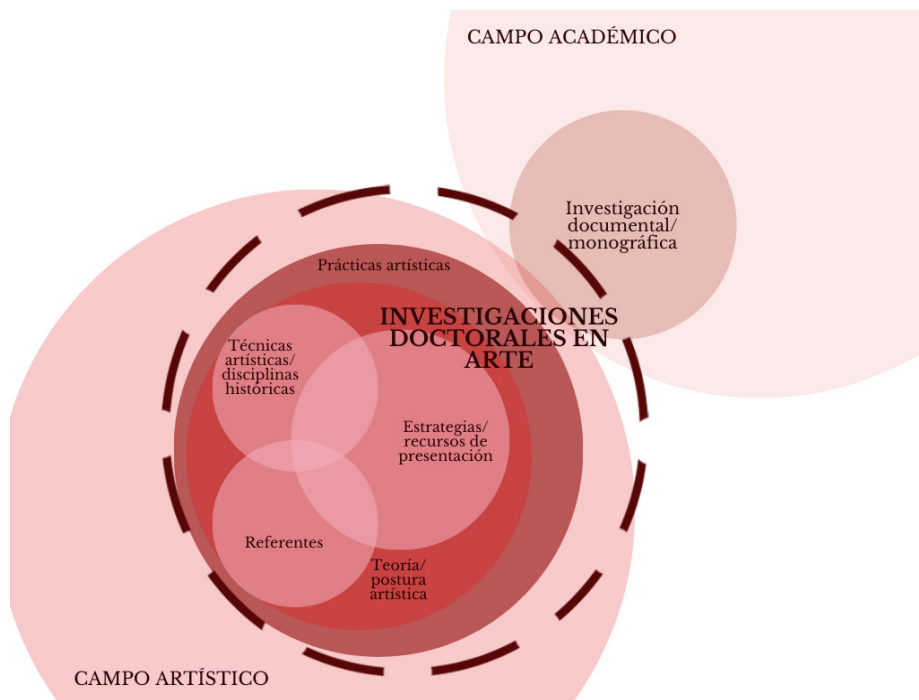 CAMPO ACADÉMICO
Investigación
documental/
monográfica
Prácticas artísticas
INVESTIGACIONES
DOCTORALES EN
ARTE
Técnicas
artísticas/
disciplinas
históricas
Estrategias/
recursos de
presentación
Referentes
Teoría/
postura
artística
CAMPO ARTÍSTICO